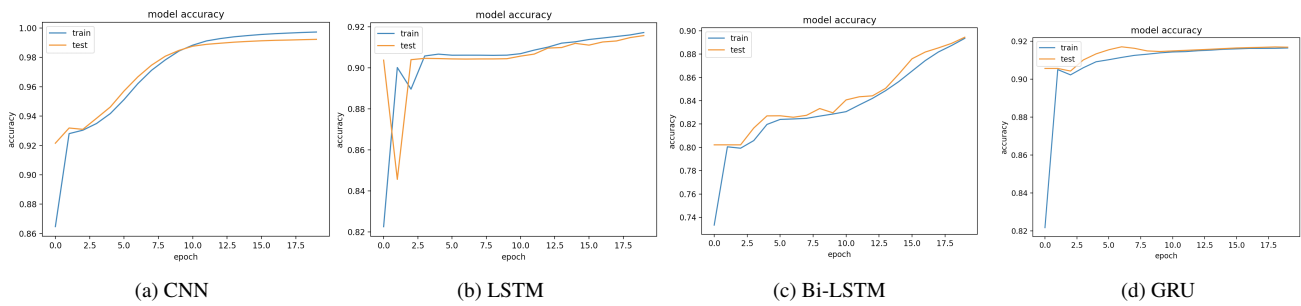 model accuracy
train
test
1.00
0.98
0.96
0.94
0.92
0.90
0.88
0.86
accuracy
0.0 2.5 5.0 7.5 10.0 12.5 15.0 17.5
epoch
(a) CNN
model accuracy
train
test
0.92
0.90
0.88
0.86
0.84
0.82
accuracy
0.0 2.5 5.0 7.5 10.0 12.5 15.0 17.5
epoch
(b) LSTM
model accuracy
train
test
0.90
0.88
0.86
0.84
0.82
0.80
0.78
0.76
0.74
accuracy
0.0 2.5 5.0 7.5 10.0 12.5 15.0 17.5
epoch
(c) Bi-LSTM
model accuracy
train
test
0.92
0.90
0.88
0.86
0.84
0.82
accuracy
0.0 2.5 5.0 7.5 10.0 12.5 15.0 17.5
epoch
(d) GRU